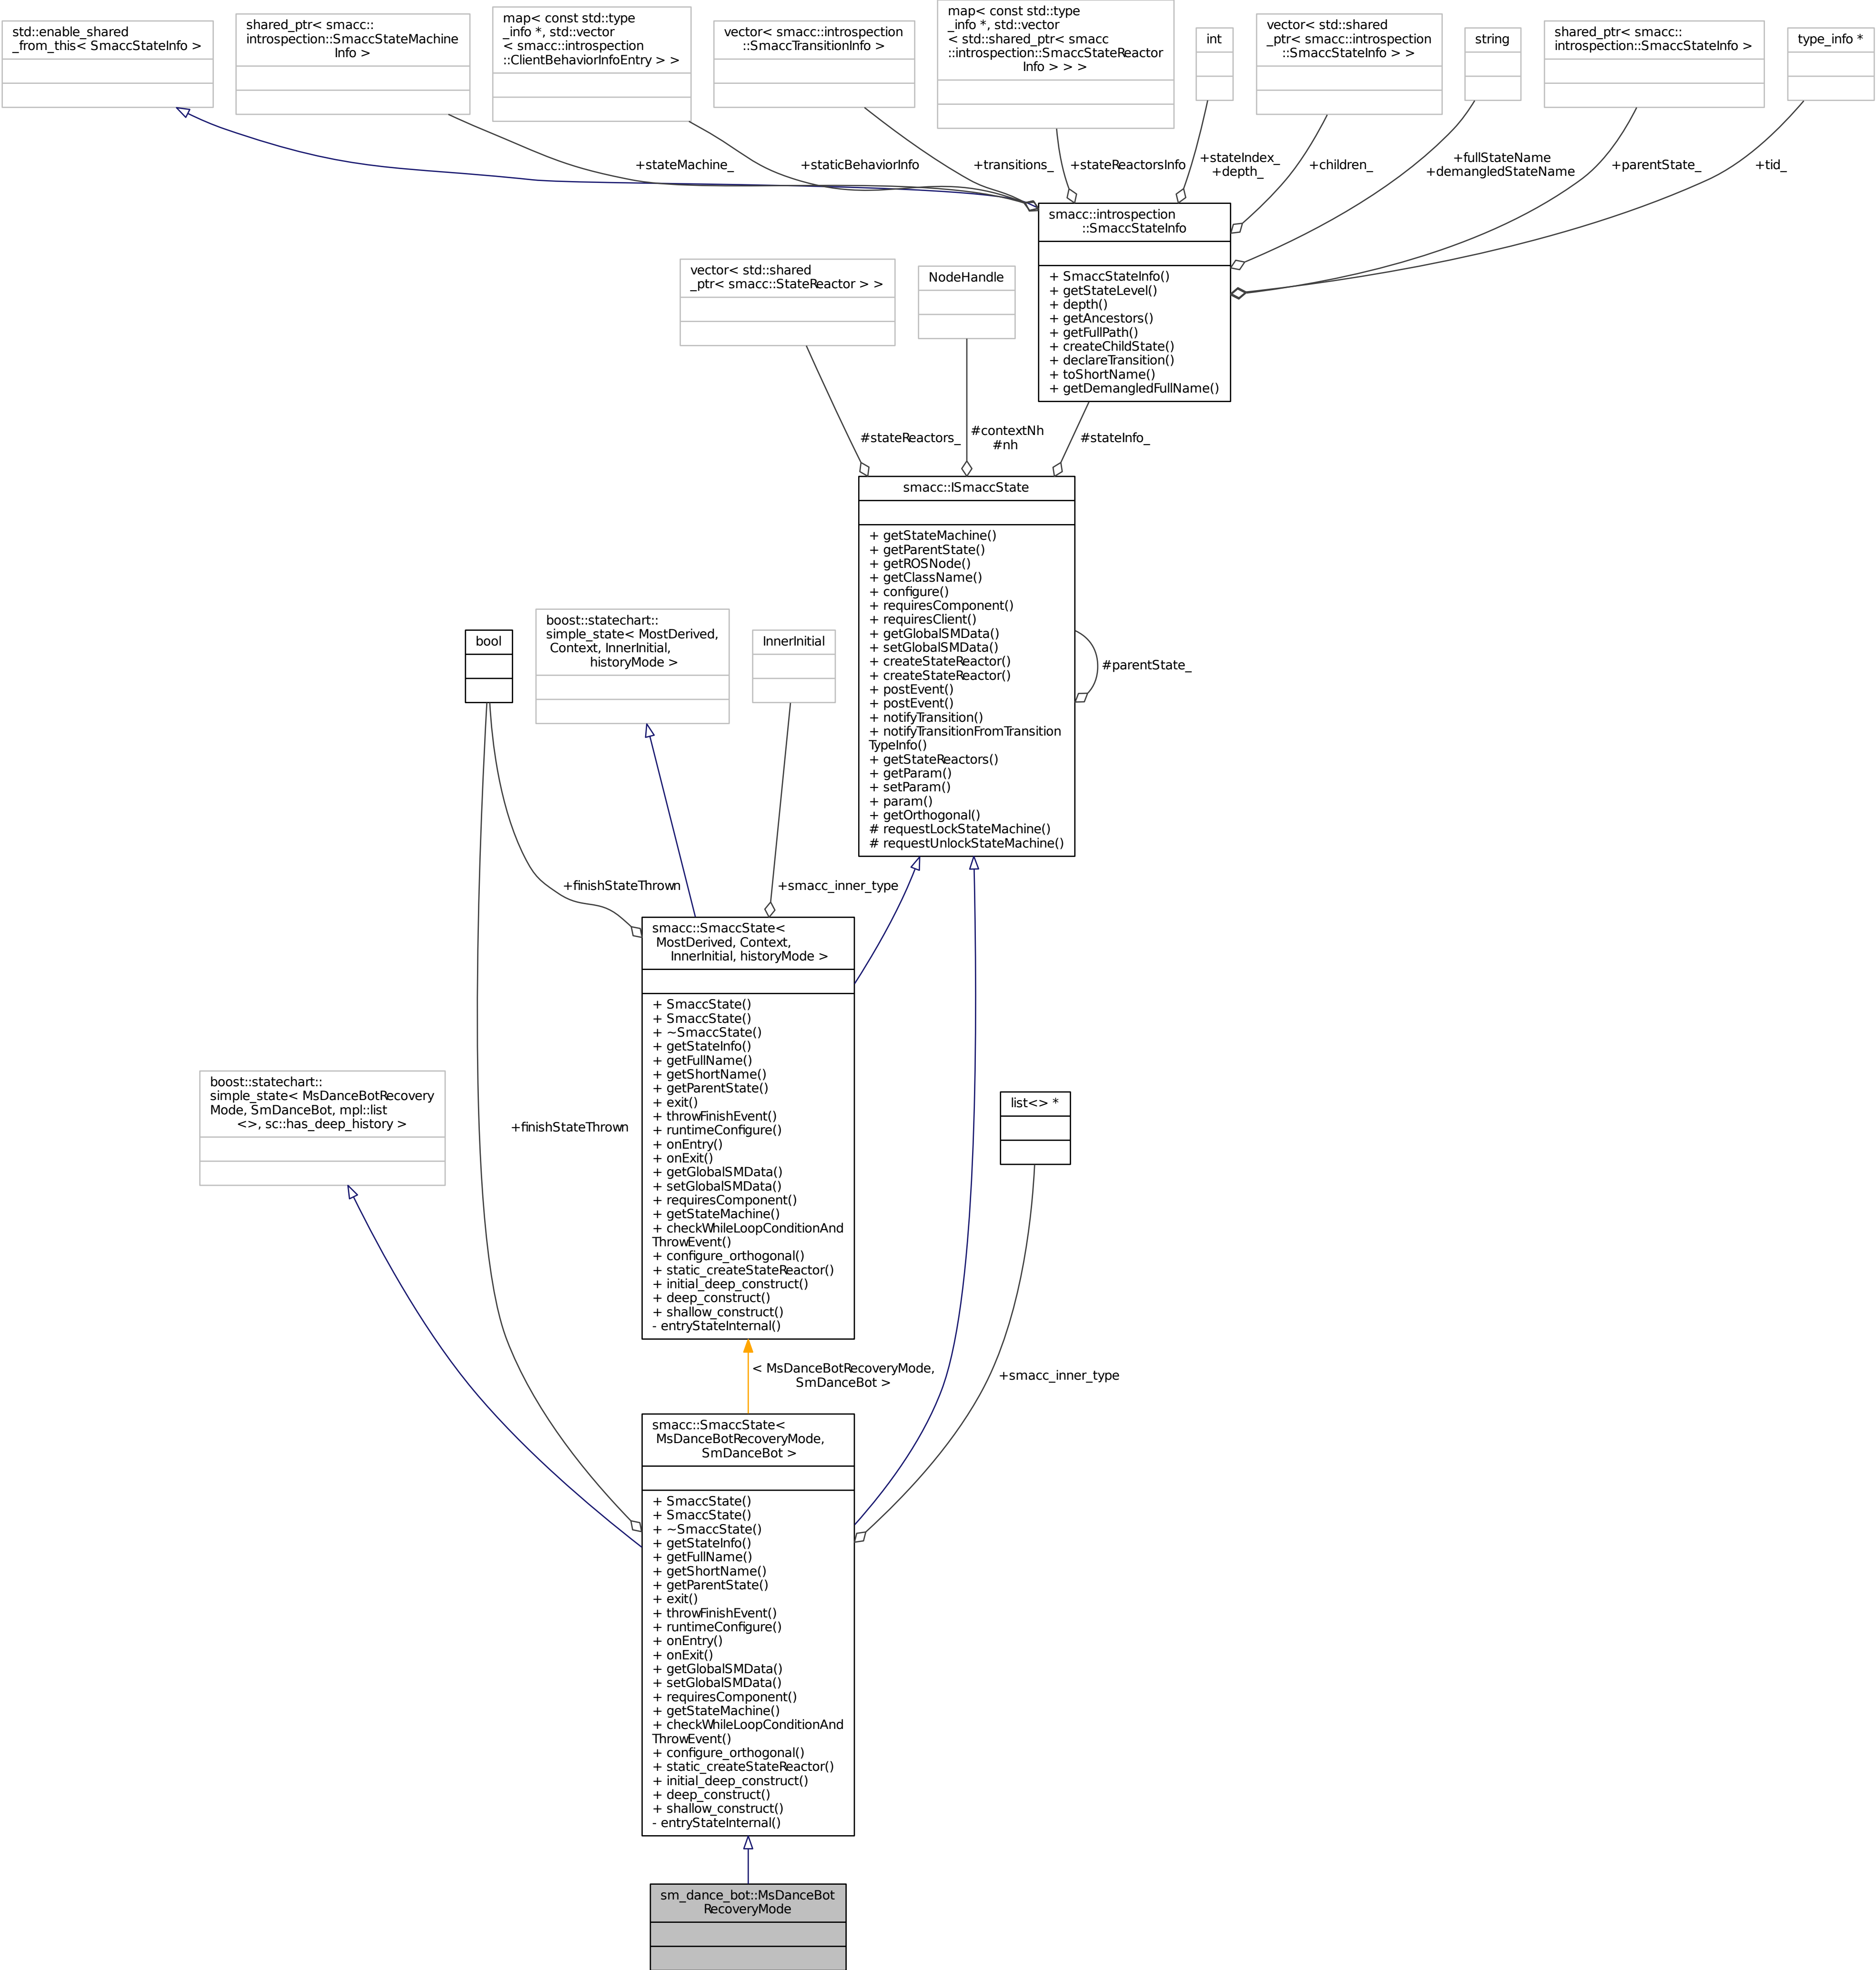 std::enable_shared
_from_this< SmaccStateInfo >
shared_ptr< smacc::
introspection::SmaccStateMachine
Info >
map< const std::type
_info *, std::vector
< smacc::introspection
::ClientBehaviorInfoEntry > >
vector< smacc::introspection
::SmaccTransitionInfo >
map< const std::type
_info *, std::vector
< std::shared_ptr< smacc
::introspection::SmaccStateReactor
Info > > >
int
vector< std::shared
_ptr< smacc::introspection
::SmaccStateInfo > >
string
shared_ptr< smacc::
introspection::SmaccStateInfo >
type_info *
+stateMachine_
+staticBehaviorInfo
+transitions_
+stateReactorsInfo
+stateIndex_
+depth_
+children_
+fullStateName
+demangledStateName
+parentState_
+tid_
smacc::introspection
::SmaccStateInfo
+ SmaccStateInfo()
+ getStateLevel()
+ depth()
+ getAncestors()
+ getFullPath()
+ createChildState()
+ declareTransition()
+ toShortName()
+ getDemangledFullName()
vector< std::shared
_ptr< smacc::StateReactor > >
NodeHandle
#stateReactors_
#contextNh
#nh
#stateInfo_
smacc::ISmaccState
+ getStateMachine()
+ getParentState()
+ getROSNode()
+ getClassName()
+ configure()
+ requiresComponent()
+ requiresClient()
+ getGlobalSMData()
+ setGlobalSMData()
+ createStateReactor()
+ createStateReactor()
+ postEvent()
+ postEvent()
+ notifyTransition()
+ notifyTransitionFromTransition
TypeInfo()
+ getStateReactors()
+ getParam()
+ setParam()
+ param()
+ getOrthogonal()
# requestLockStateMachine()
# requestUnlockStateMachine()
#parentState_
bool
boost::statechart::
simple_state< MostDerived,
Context, InnerInitial,
historyMode >
InnerInitial
+finishStateThrown
+smacc_inner_type
smacc::SmaccState<
MostDerived, Context,
InnerInitial, historyMode >
+ SmaccState()
+ SmaccState()
+ ~SmaccState()
+ getStateInfo()
+ getFullName()
+ getShortName()
+ getParentState()
+ exit()
+ throwFinishEvent()
+ runtimeConfigure()
+ onEntry()
+ onExit()
+ getGlobalSMData()
+ setGlobalSMData()
+ requiresComponent()
+ getStateMachine()
+ checkWhileLoopConditionAnd
ThrowEvent()
+ configure_orthogonal()
+ static_createStateReactor()
+ initial_deep_construct()
+ deep_construct()
+ shallow_construct()
- entryStateInternal()
boost::statechart::
simple_state< MsDanceBotRecovery
Mode, SmDanceBot, mpl::list
<>, sc::has_deep_history >
+finishStateThrown
list<> *
< MsDanceBotRecoveryMode,
SmDanceBot >
+smacc_inner_type
smacc::SmaccState<
MsDanceBotRecoveryMode,
SmDanceBot >
+ SmaccState()
+ SmaccState()
+ ~SmaccState()
+ getStateInfo()
+ getFullName()
+ getShortName()
+ getParentState()
+ exit()
+ throwFinishEvent()
+ runtimeConfigure()
+ onEntry()
+ onExit()
+ getGlobalSMData()
+ setGlobalSMData()
+ requiresComponent()
+ getStateMachine()
+ checkWhileLoopConditionAnd
ThrowEvent()
+ configure_orthogonal()
+ static_createStateReactor()
+ initial_deep_construct()
+ deep_construct()
+ shallow_construct()
- entryStateInternal()
sm_dance_bot::MsDanceBot
RecoveryMode